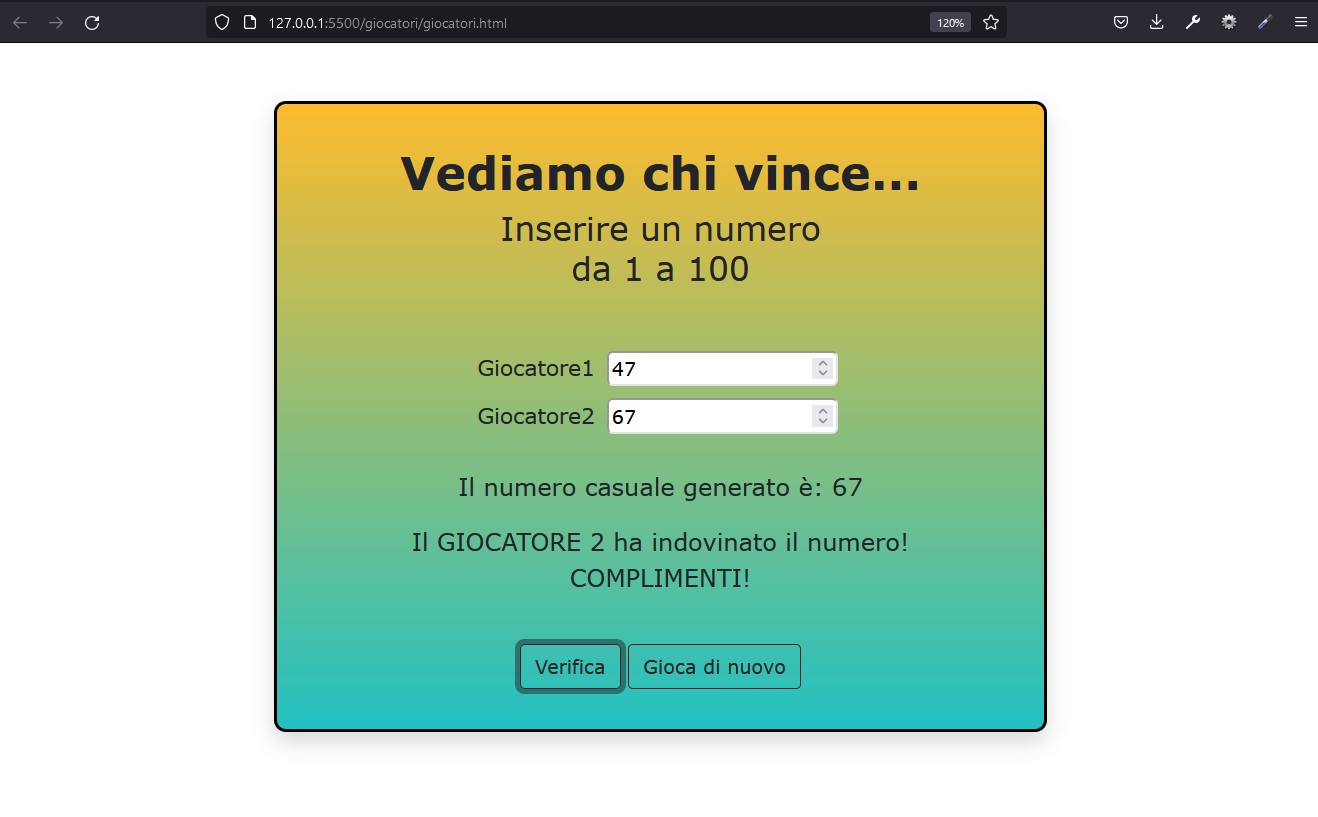 127.0.0.1:5500/giocatori/giocatori.html
120%
Vediamo chi vince...
Inserire un numero
da 1 a 100
Giocatore1 47
Giocatore2 67
Il numero casuale generato è: 67
Il GIOCATORE 2 ha indovinato il numero!
COMPLIMENTI!
Verifica Gioca di nuovo